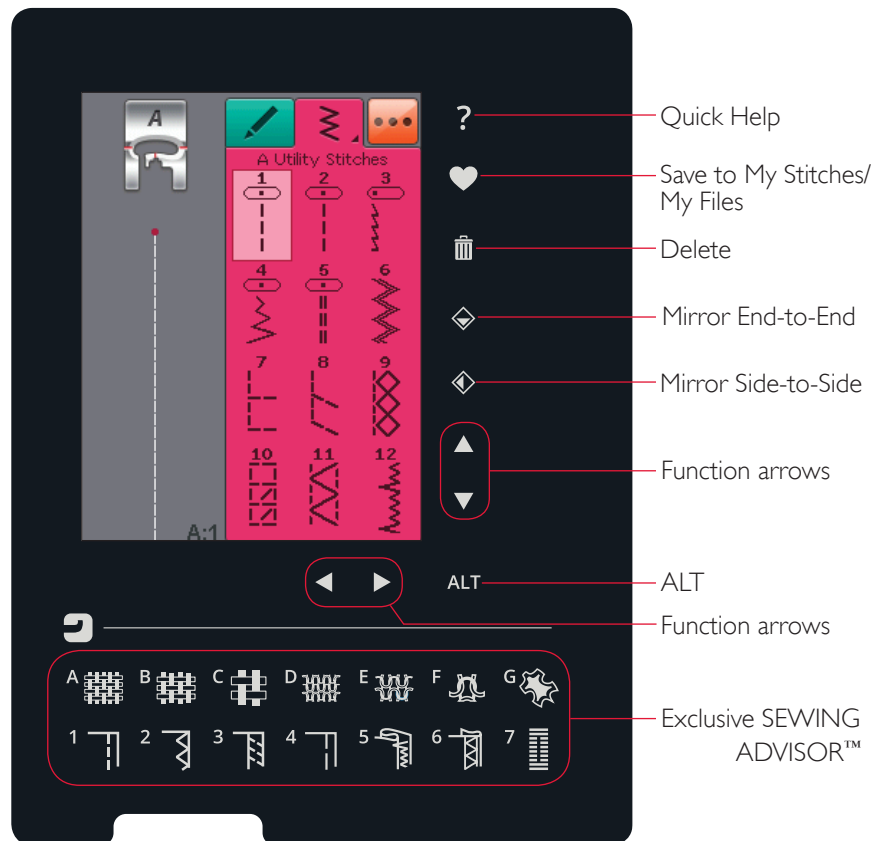 A
A Utility Stitches
1 2 3
4 5 6
7 8 9
10 11 12
A:1
?
Quick Help
Save to My Stitches/
My Files
Delete
Mirror End-to-End
Mirror Side-to-Side
Function arrows
ALT
ALT
Function arrows
A B C D E F G
1 2 3 4 5 6 7
Exclusive SEWING
ADVISOR™